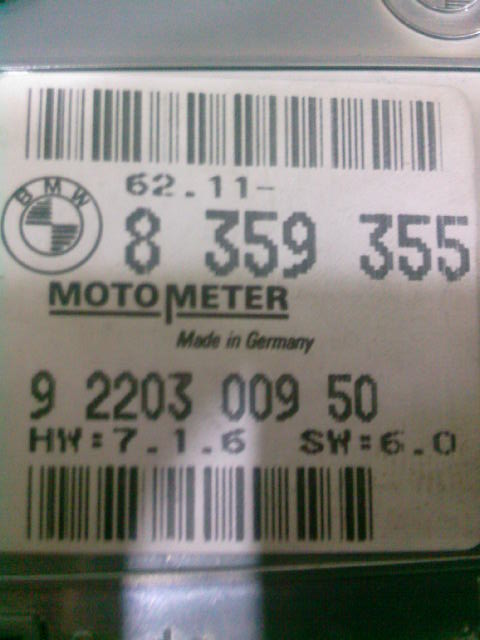 62.11-
BMW
8 359 355
MOTOMETER
Made in Germany
9 2203 009 50
HW=7.1.6 SW=6.0